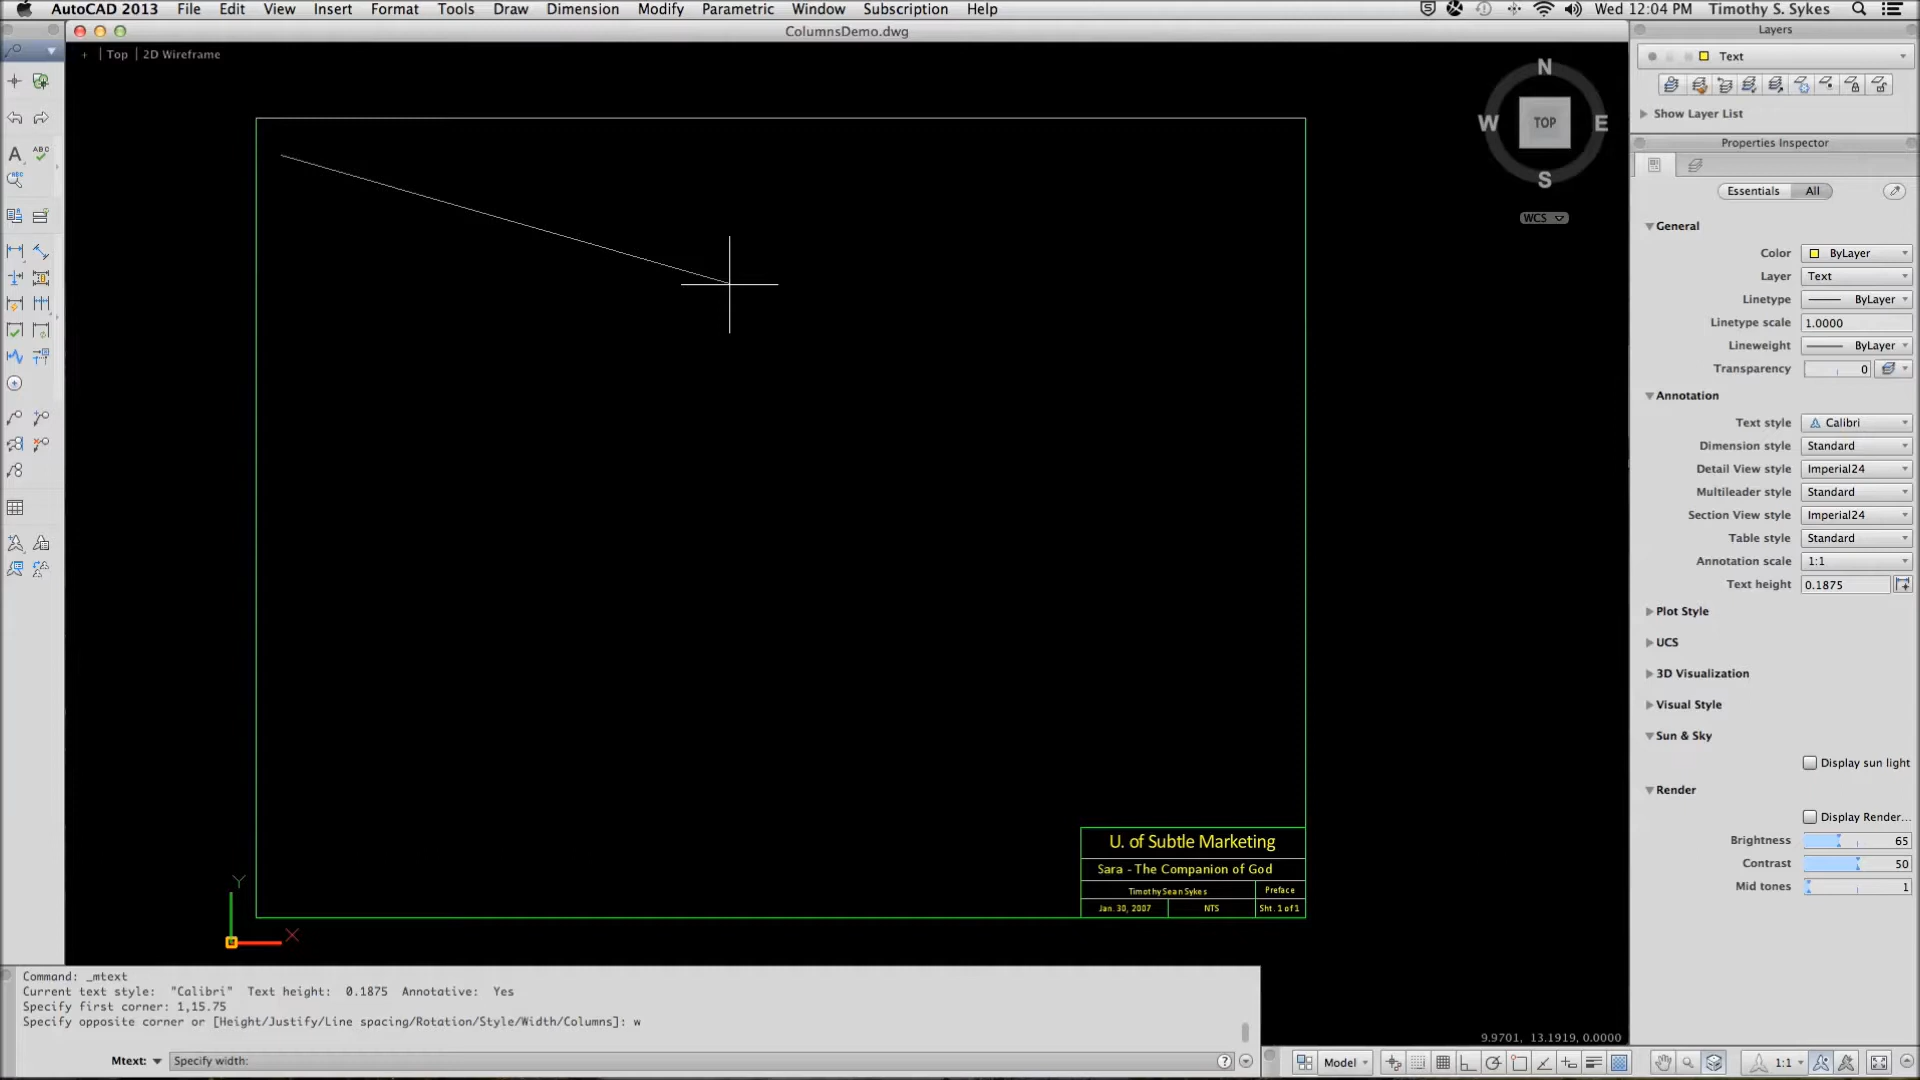 AutoCAD 2013 File Edit View Insert Format Tools Draw Dimension Modify Parametric Window Subscription Help Wed 12:04 PM Timothy S. Sykes
ColumnsDemo.dwg
+ | Top | 2D Wireframe
N
W TOP E
S
WCS
Layers
Text
Show Layer List
Properties Inspector
Essentials All
General
Color ByLayer
Layer Text
Linetype ByLayer
Linetype scale 1.0000
Lineweight ByLayer
Transparency 0
Annotation
Text style Calibri
Dimension style Standard
Detail View style Imperial24
Multileader style Standard
Section View style Imperial24
Table style Standard
Annotation scale 1:1
Text height 0.1875
Plot Style
UCS
3D Visualization
Visual Style
Sun & Sky
Display sun light
Render
Display Render...
Brightness 65
Contrast 50
Mid tones 1
A ABC
U. of Subtle Marketing
Sara - The Companion of God
Timothy Sean Sykes Preface
Jan. 30, 2007 NTS Sht. 1 of 1
Y
X
Command: _mtext
Current text style: "Calibri" Text height: 0.1875 Annotative: Yes
Specify first corner: 1,15.75
Specify opposite corner or [Height/Justify/Line spacing/Rotation/Style/Width/Columns]: w
Mtext: Specify width: ?
9.9701, 13.1919, 0.0000
Model 1:1